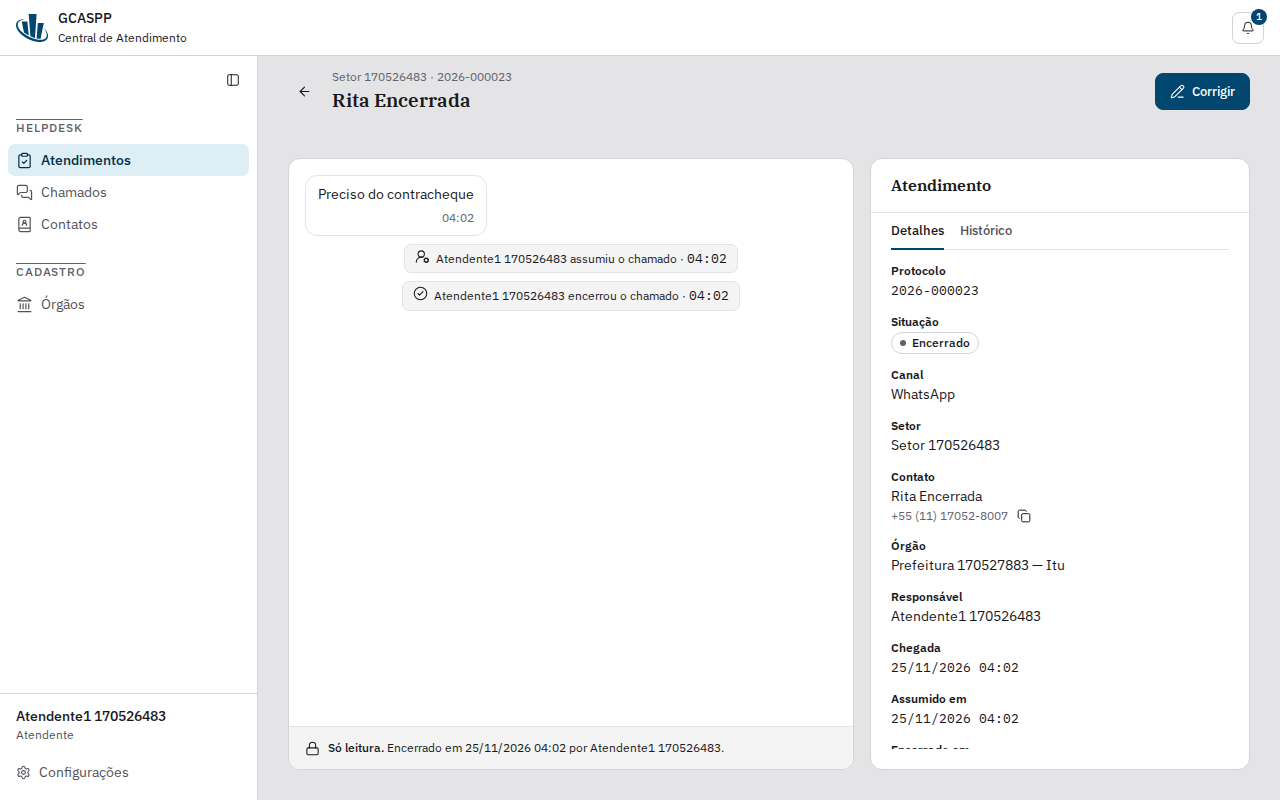 GCASPP
Central de Atendimento
1
HELPDESK
Atendimentos
Chamados
Contatos
CADASTRO
Órgãos
Atendente1 170526483
Atendente
Configurações
Setor 170526483 · 2026-000023
Rita Encerrada
Corrigir
Preciso do contracheque
04:02
Atendente1 170526483 assumiu o chamado · 04:02
Atendente1 170526483 encerrou o chamado · 04:02
Só leitura. Encerrado em 25/11/2026 04:02 por Atendente1 170526483.
Atendimento
Detalhes Histórico
Protocolo
2026-000023
Situação
Encerrado
Canal
WhatsApp
Setor
Setor 170526483
Contato
Rita Encerrada
+55 (11) 17052-8007
Órgão
Prefeitura 170527883 — Itu
Responsável
Atendente1 170526483
Chegada
25/11/2026 04:02
Assumido em
25/11/2026 04:02